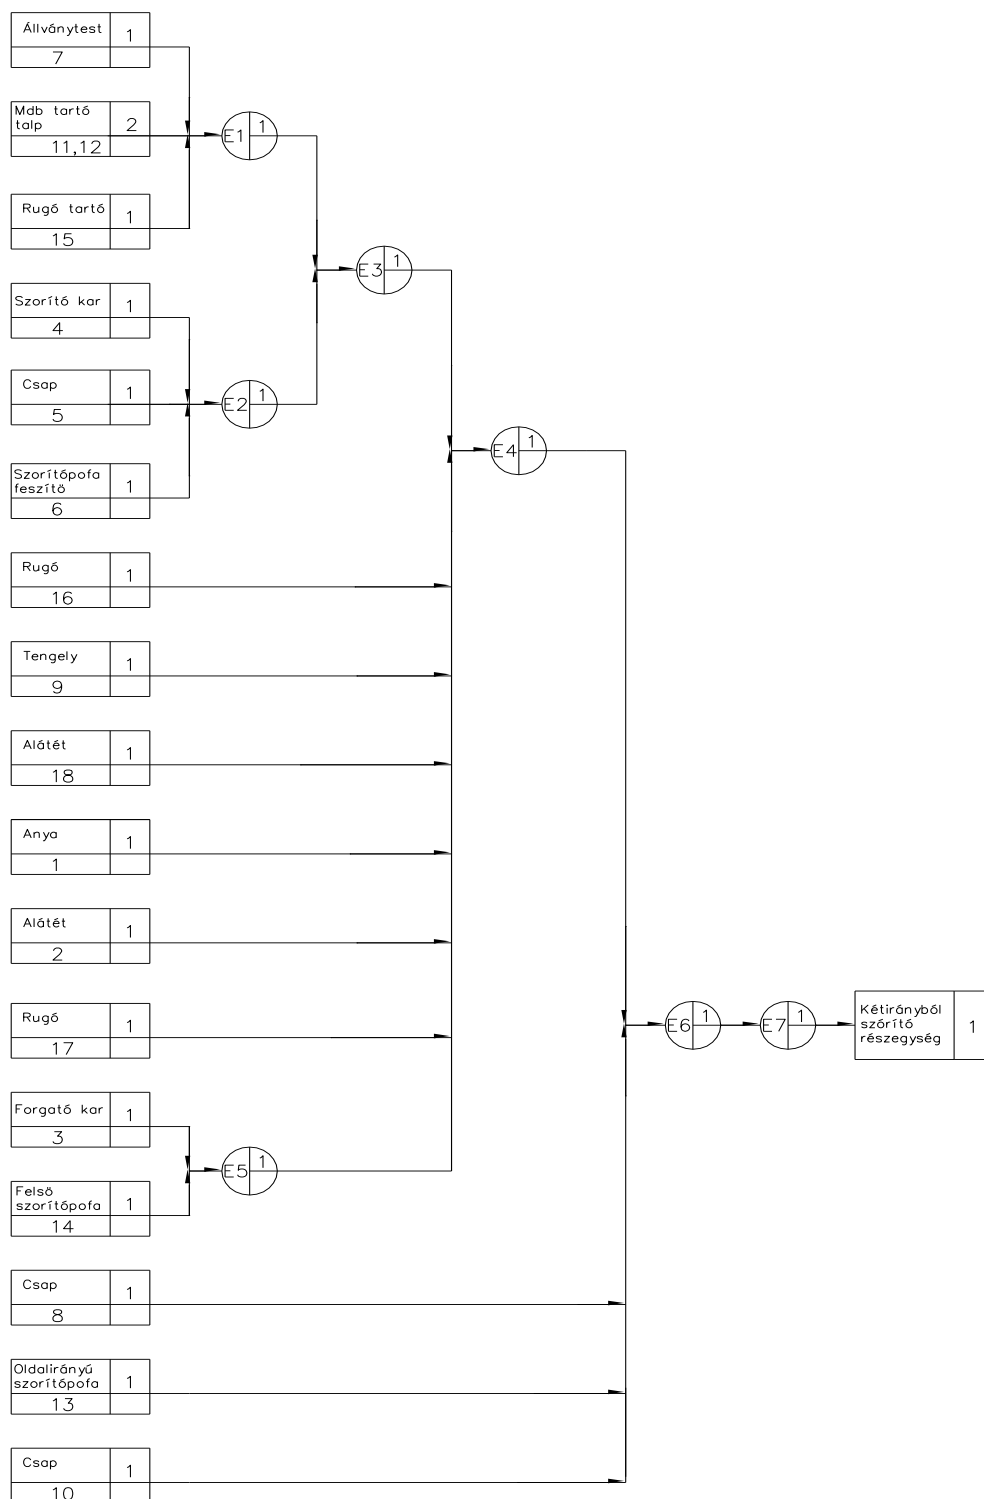 Állványtest
1
7
Mdb tartó
talp
2
11,12
E1
1
Rugó tartó
1
15
E3
1
Szorító kar
1
4
Csap
1
5
E2
1
E4
1
Szorítópofa
feszítö
1
6
Rugó
1
16
Tengely
1
9
Alátét
1
18
Anya
1
1
Alátét
1
2
Rugó
1
17
E6
1
E7
1
Kétirányból
szórító
részegység
1
Forgató kar
1
3
E5
1
Felsö
szorítópofa
1
14
Csap
1
8
Oldalirányú
szorítópofa
1
13
Csap
1
10